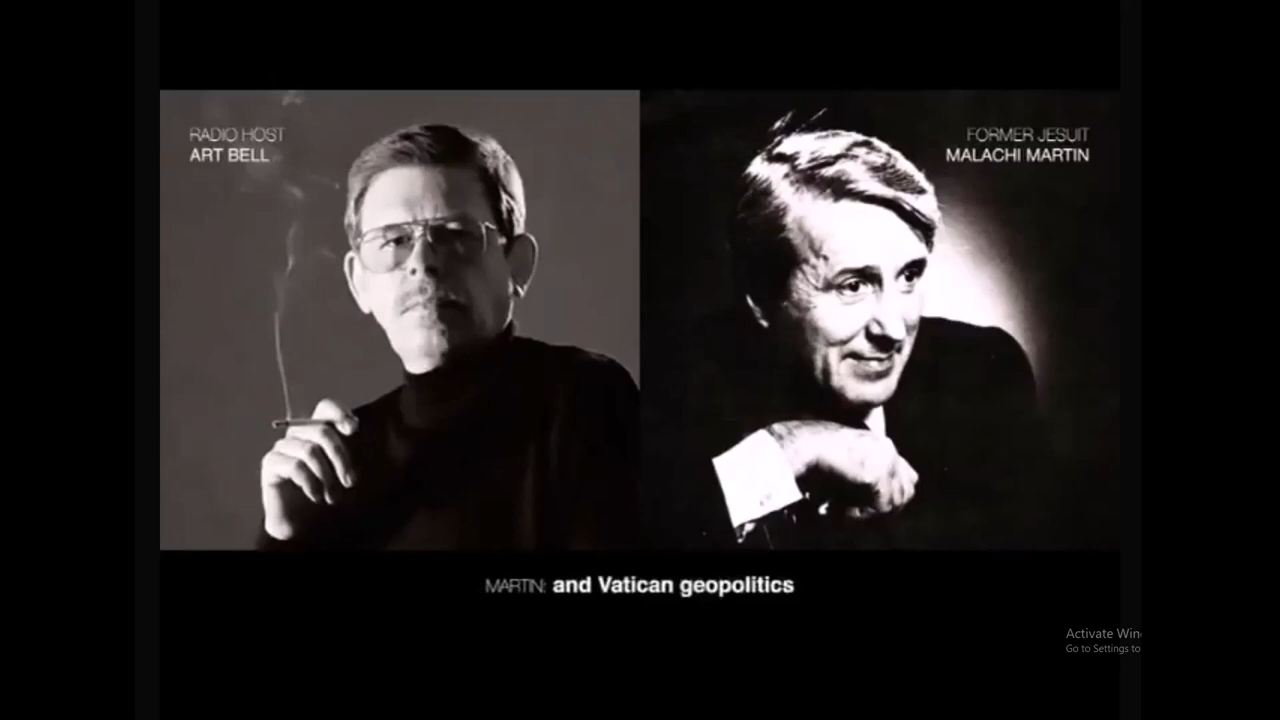 RADIO HOST
ART BELL
FORMER JESUIT
MALACHI MARTIN
MARTIN: and Vatican geopolitics
Activate Win
Go to Settings to